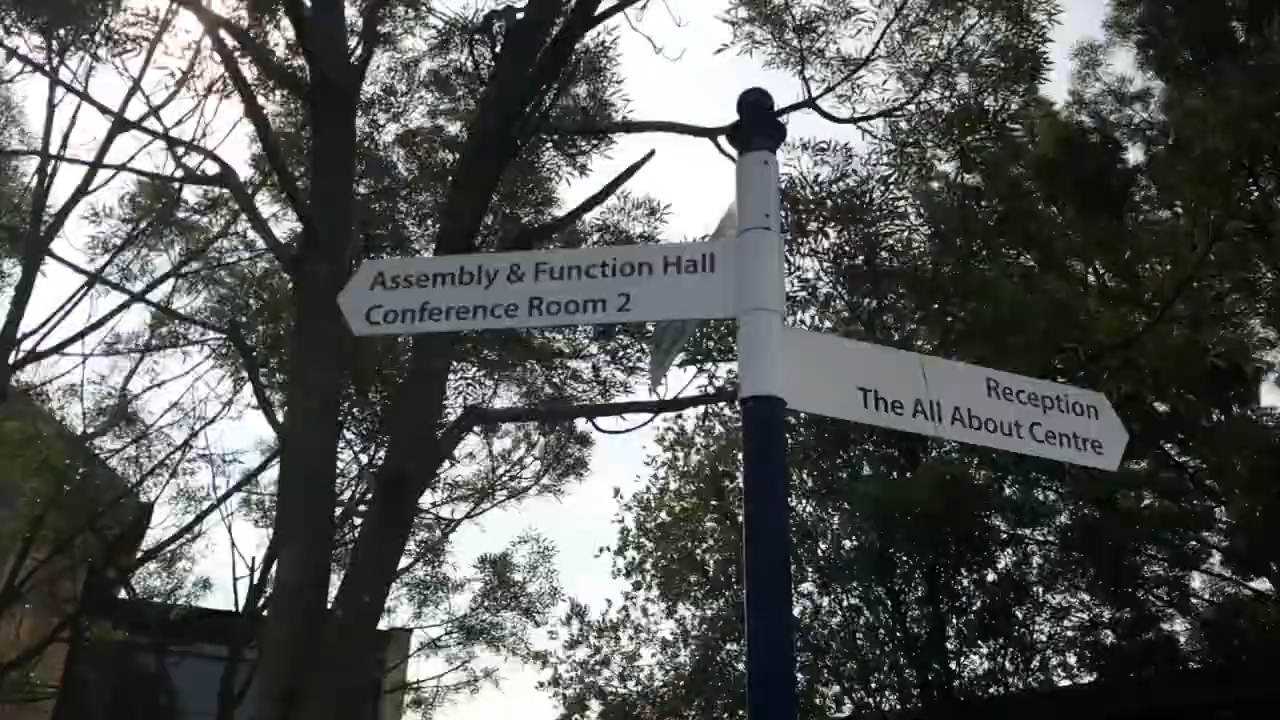 Assembly & Function Hall
Conference Room 2
Reception
The All About Centre